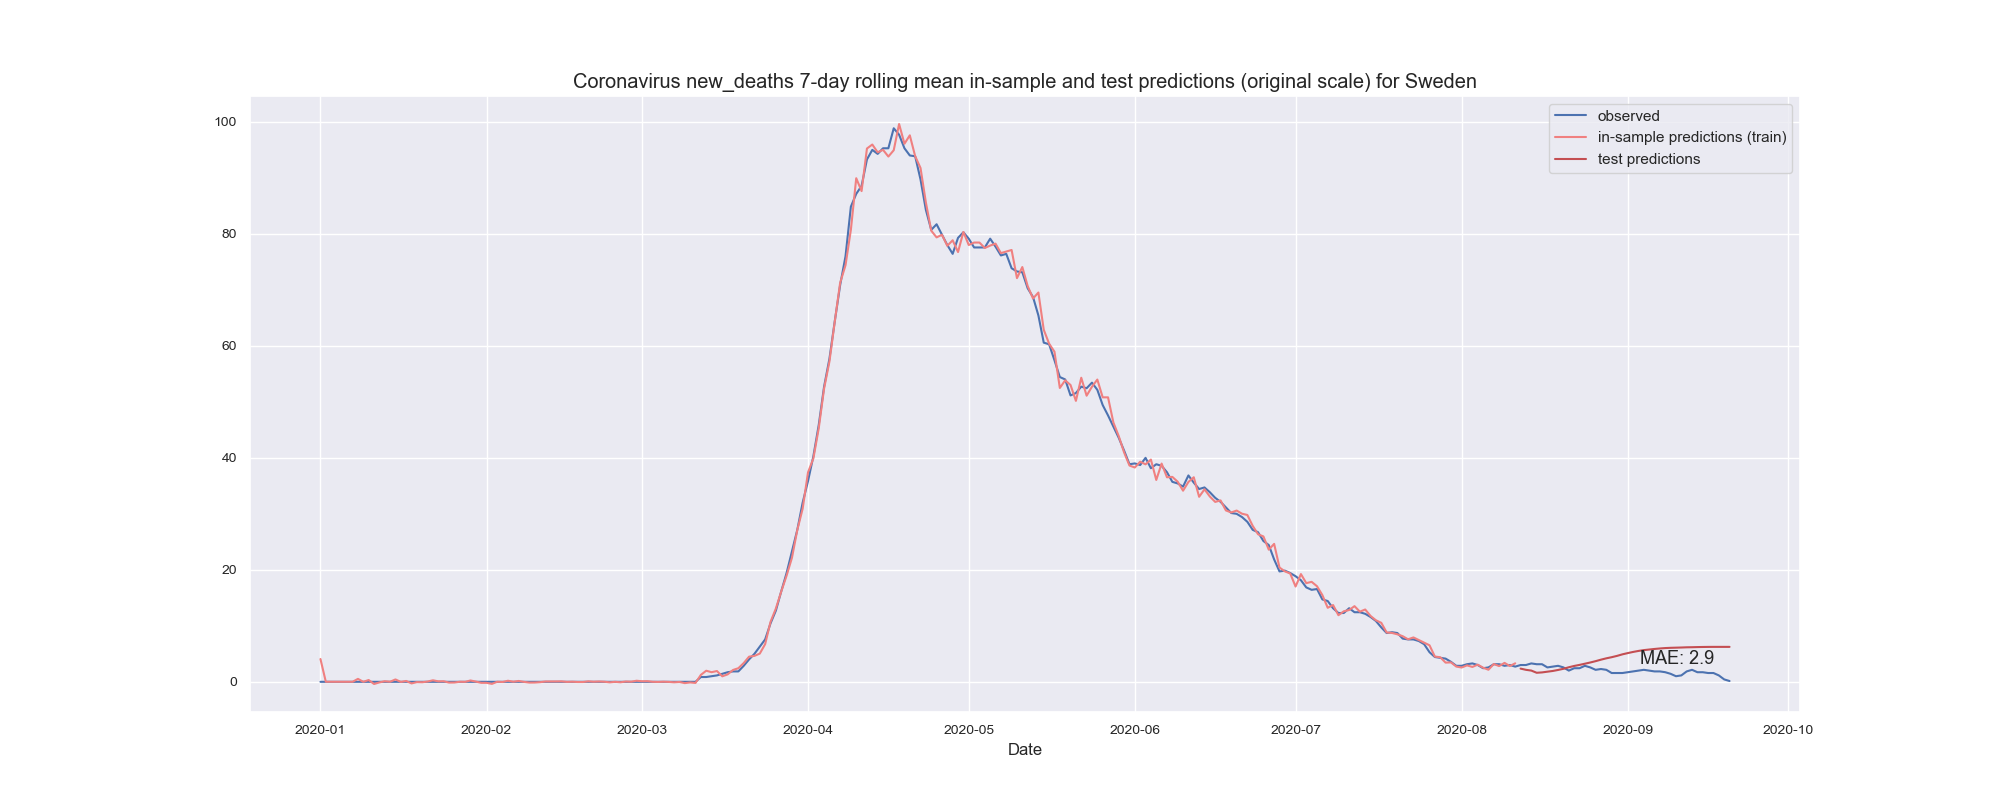 Coronavirus new_deaths 7-day rolling mean in-sample and test predictions (original scale) for Sweden
observed
in-sample predictions (train)
test predictions
100
80
60
40
20
0
MAE: 2.9
2020-01 2020-02 2020-03 2020-04 2020-05 2020-06 2020-07 2020-08 2020-09 2020-10
Date